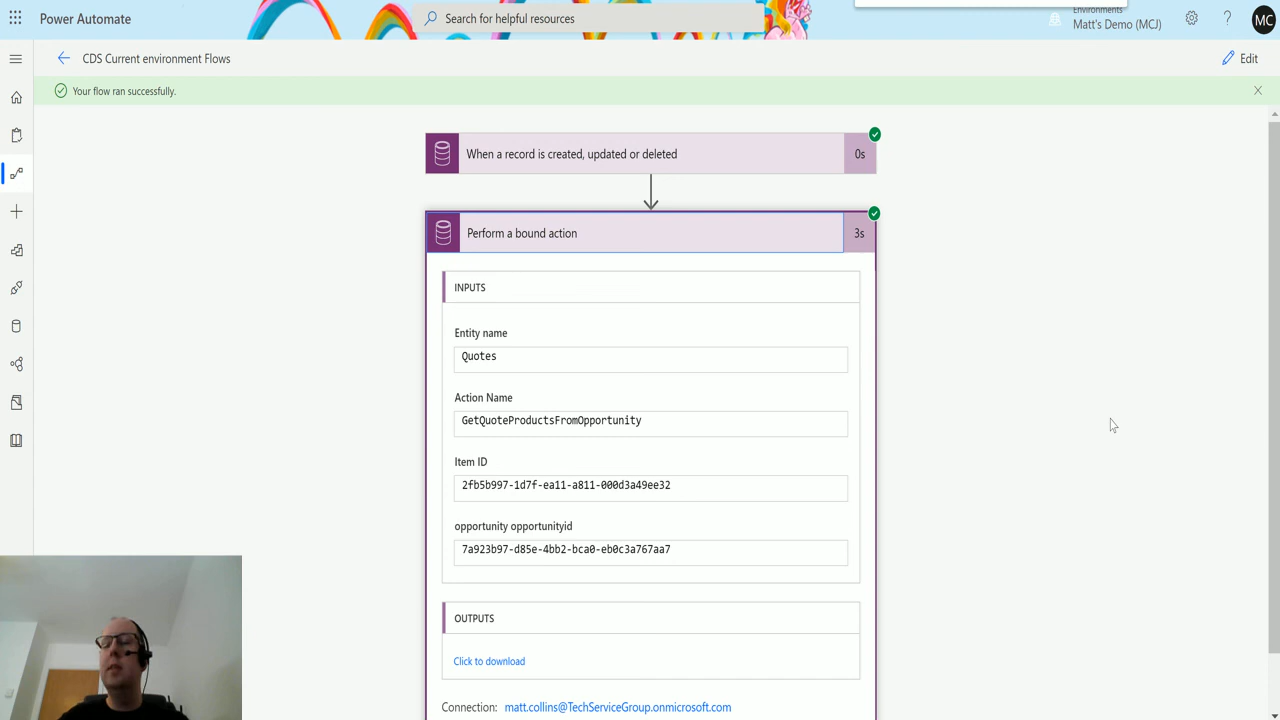 Power Automate
Search for helpful resources
Environments
Matt's Demo (MCJ)
MC
CDS Current environment Flows
Edit
Your flow ran successfully.
When a record is created, updated or deleted
0s
Perform a bound action
3s
INPUTS
Entity name
Quotes
Action Name
GetQuoteProductsFromOpportunity
Item ID
2fb5b997-1d7f-ea11-a811-000d3a49ee32
opportunity opportunityid
7a923b97-d85e-4bb2-bca0-eb0c3a767aa7
OUTPUTS
Click to download
Connection: matt.collins@TechServiceGroup.onmicrosoft.com